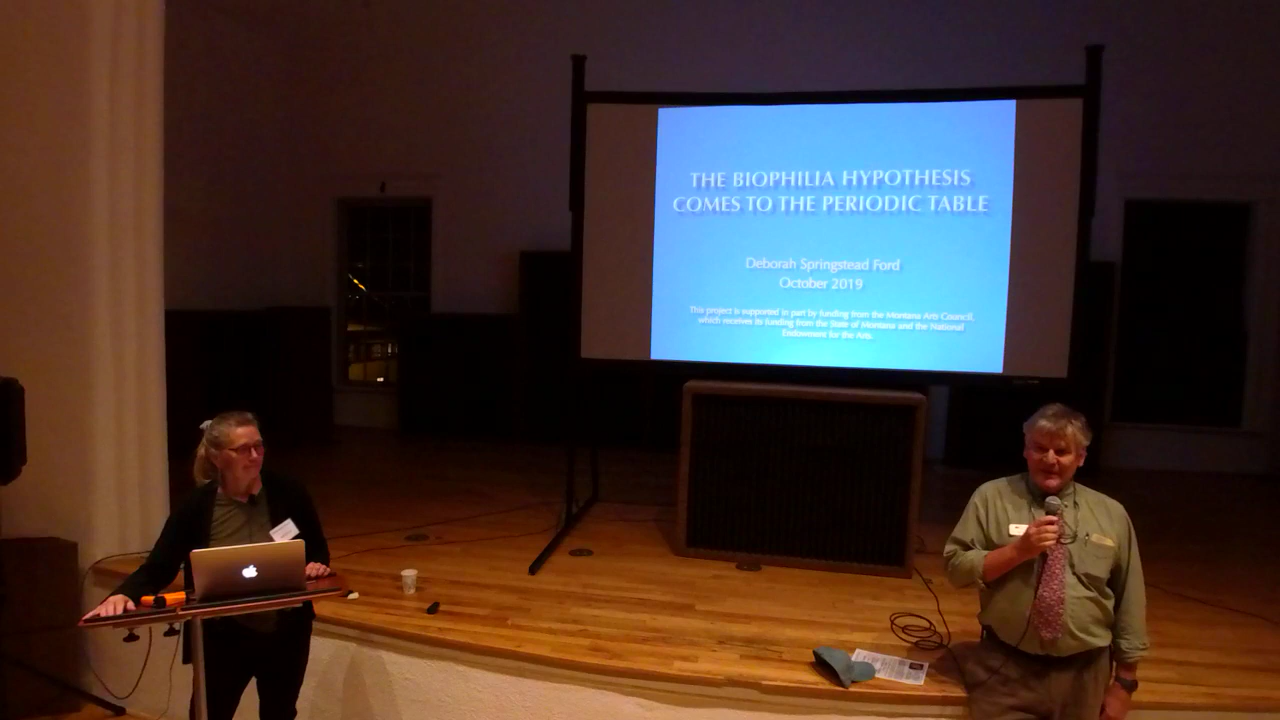 THE BIOPHILIA HYPOTHESIS
COMES TO THE PERIODIC TABLE
Deborah Springstead Ford
October 2019
This project is supported in part by funding from the Montana Arts Council,
which receives its funding from the State of Montana and the National
Endowment for the Arts.